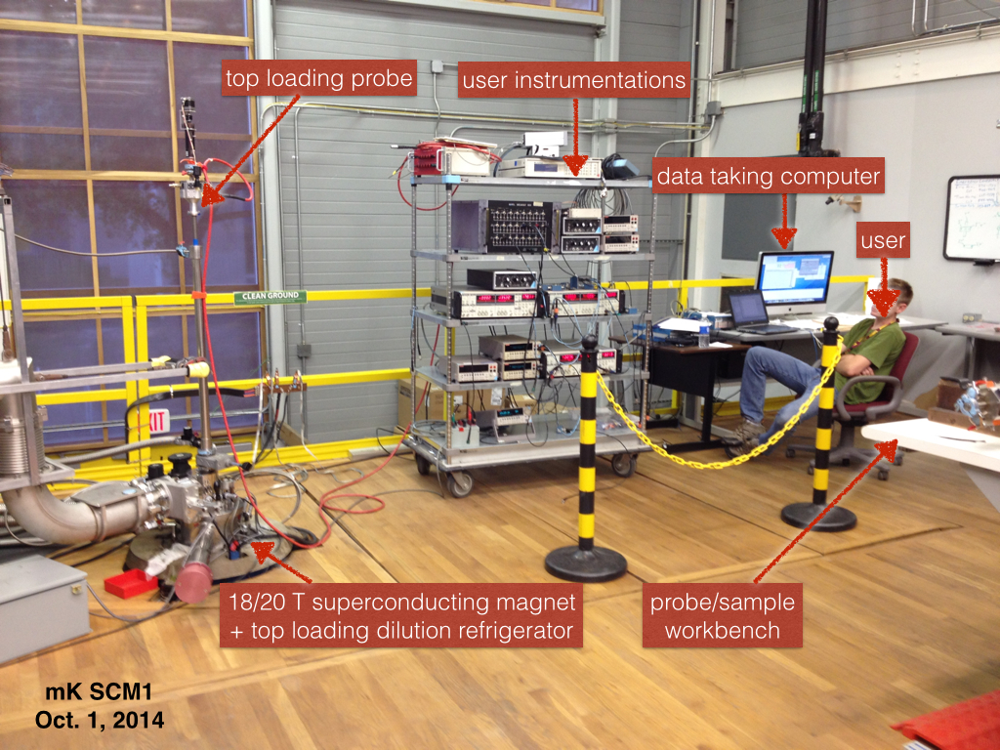 top loading probe
user instrumentations
data taking computer
user
CLEAN GROUND
EXIT
18/20 T superconducting magnet
+ top loading dilution refrigerator
probe/sample
workbench
mK SCM1
Oct. 1, 2014